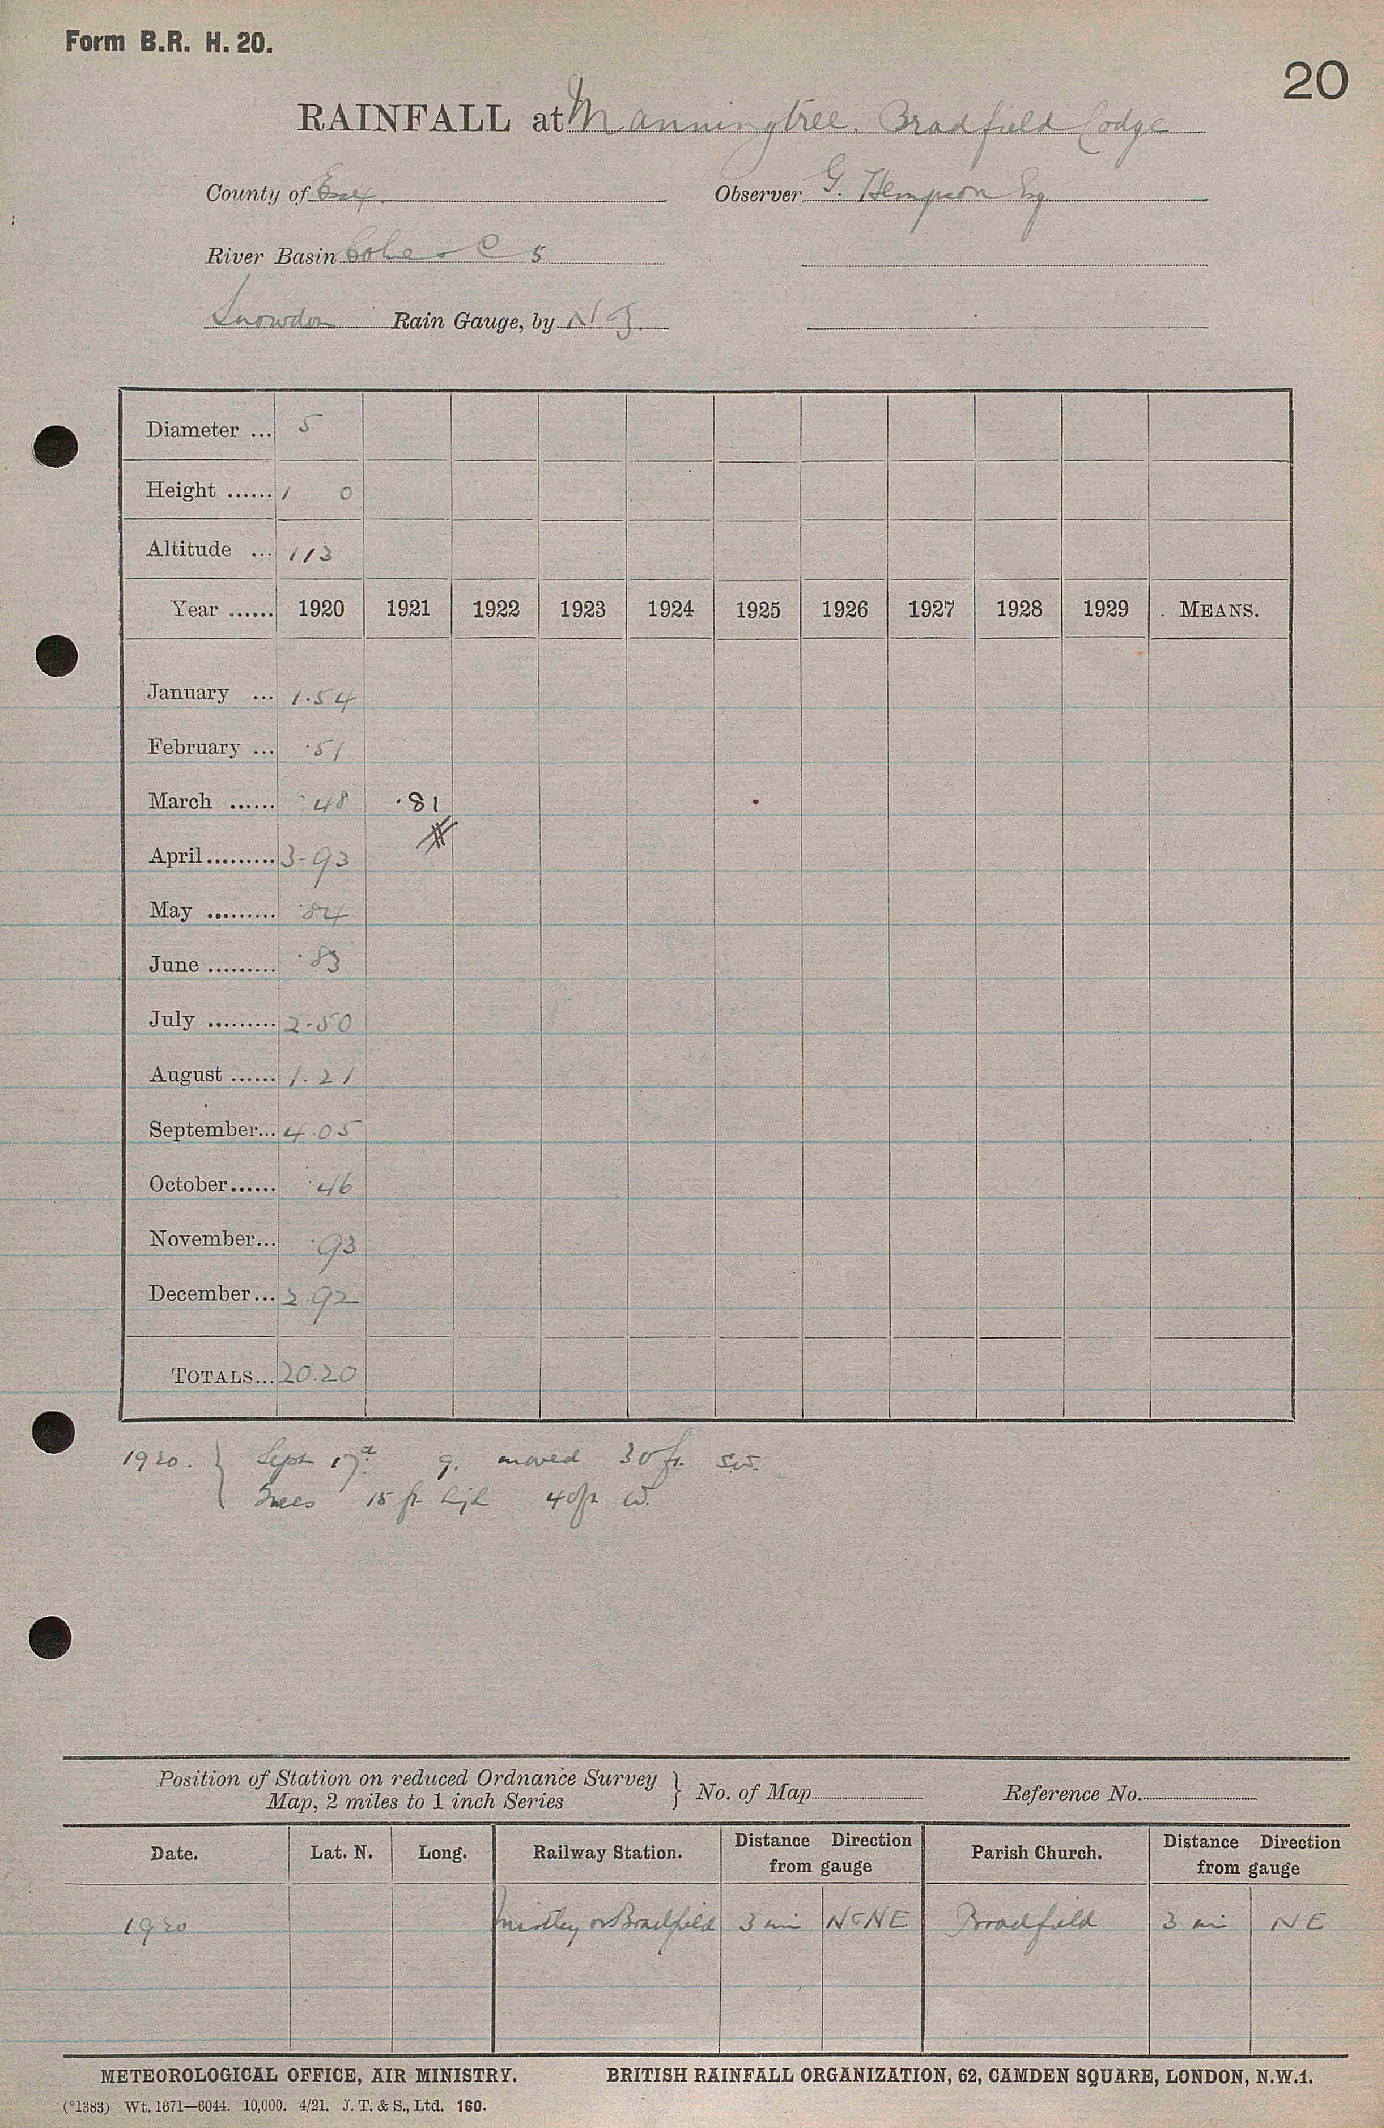 Form B.R. H. 20.
20
RAINFALL at Manningtree. Bradfield Lodge
County of Essex. Observer G. Hempson Esq
River Basin Colne - C 5
Snowdon Rain Gauge, by N Z.
Diameter ... 5
Height ...... 1 0
Altitude ... 113
Year ...... 1920 1921 1922 1923 1924 1925 1926 1927 1928 1929 MEANS.
January ... 1.54
February ... .51
March ...... .48 .81
April ......... 3.93
May ......... .84
June ......... .83
July ......... 2.50
August ...... 1.21
September... 4.05
October...... .46
November... .93
December... 2.92
TOTALS... 20.20
1920. { Sept 17th g. moved 30 ft. S.W.
Trees 15 ft high 40 ft W.
Position of Station on reduced Ordnance Survey
Map, 2 miles to 1 inch Series } No. of Map Reference No.
Date. Lat. N. Long. Railway Station. Distance Direction from gauge Parish Church. Distance Direction from gauge
1920 Mistley or Bradfield 3 mi NE Bradfield 3 mi NE
METEOROLOGICAL OFFICE, AIR MINISTRY. BRITISH RAINFALL ORGANIZATION, 62, CAMDEN SQUARE, LONDON, N.W.1.
(*1383) Wt. 1671—6044. 10,000. 4/21. J. T. & S., Ltd. 160.